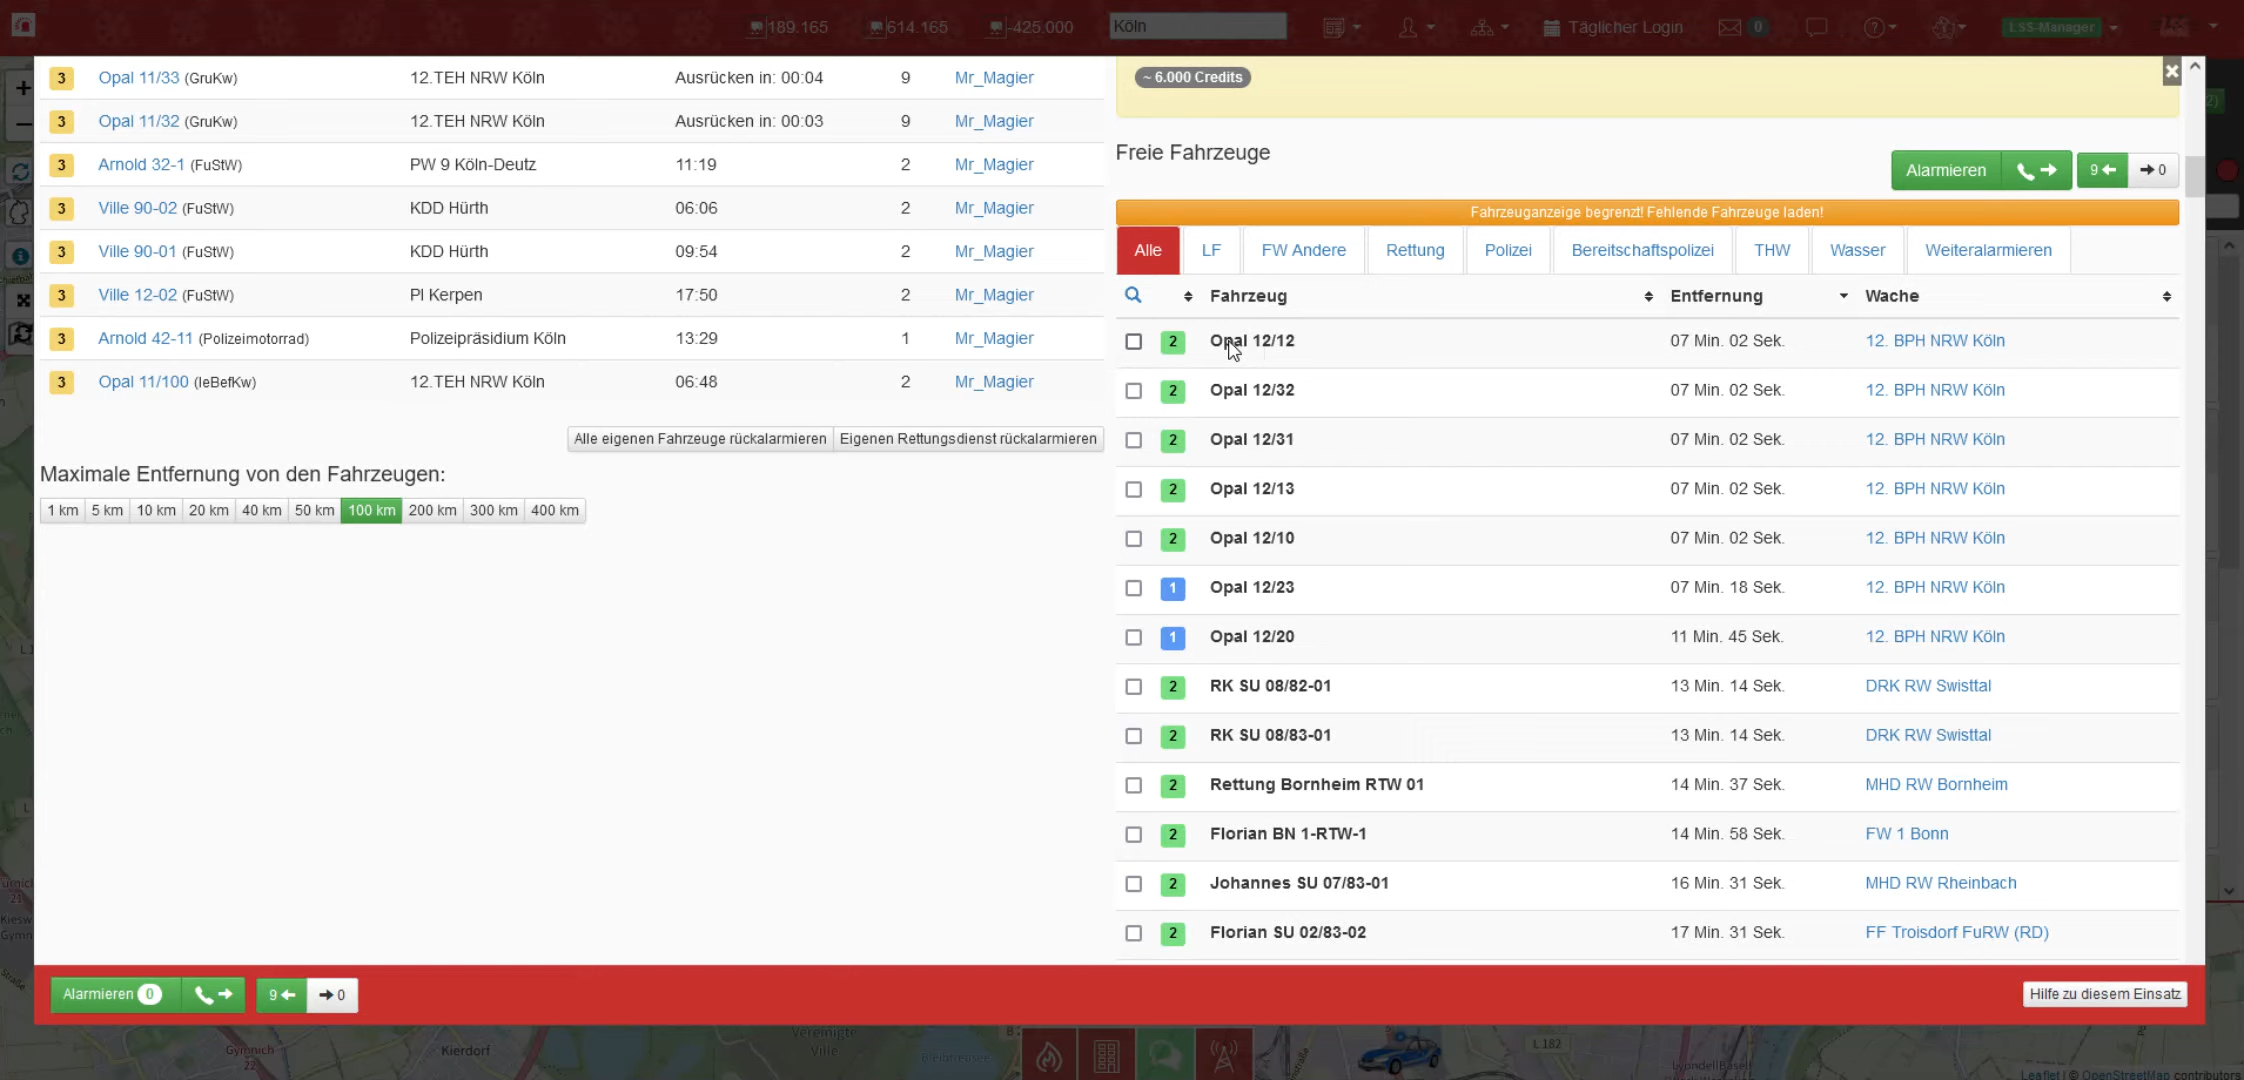 189.165 614.165 -425.000 Köln Täglicher Login 0 LSS-Manager
3 Opal 11/33 (GruKw) 12.TEH NRW Köln Ausrücken in: 00:04 9 Mr_Magier
3 Opal 11/32 (GruKw) 12.TEH NRW Köln Ausrücken in: 00:03 9 Mr_Magier
3 Arnold 32-1 (FuStW) PW 9 Köln-Deutz 11:19 2 Mr_Magier
3 Ville 90-02 (FuStW) KDD Hürth 06:06 2 Mr_Magier
3 Ville 90-01 (FuStW) KDD Hürth 09:54 2 Mr_Magier
3 Ville 12-02 (FuStW) PI Kerpen 17:50 2 Mr_Magier
3 Arnold 42-11 (Polizeimotorrad) Polizeipräsidium Köln 13:29 1 Mr_Magier
3 Opal 11/100 (leBefKw) 12.TEH NRW Köln 06:48 2 Mr_Magier
Alle eigenen Fahrzeuge rückalarmieren Eigenen Rettungsdienst rückalarmieren
Maximale Entfernung von den Fahrzeugen:
1 km 5 km 10 km 20 km 40 km 50 km 100 km 200 km 300 km 400 km
~ 6.000 Credits
Freie Fahrzeuge
Alarmieren 9 0
Fahrzeuganzeige begrenzt! Fehlende Fahrzeuge laden!
Alle LF FW Andere Rettung Polizei Bereitschaftspolizei THW Wasser Weiteralarmieren
Fahrzeug Entfernung Wache
2 Opal 12/12 07 Min. 02 Sek. 12. BPH NRW Köln
2 Opal 12/32 07 Min. 02 Sek. 12. BPH NRW Köln
2 Opal 12/31 07 Min. 02 Sek. 12. BPH NRW Köln
2 Opal 12/13 07 Min. 02 Sek. 12. BPH NRW Köln
2 Opal 12/10 07 Min. 02 Sek. 12. BPH NRW Köln
1 Opal 12/23 07 Min. 18 Sek. 12. BPH NRW Köln
1 Opal 12/20 11 Min. 45 Sek. 12. BPH NRW Köln
2 RK SU 08/82-01 13 Min. 14 Sek. DRK RW Swisttal
2 RK SU 08/83-01 13 Min. 14 Sek. DRK RW Swisttal
2 Rettung Bornheim RTW 01 14 Min. 37 Sek. MHD RW Bornheim
2 Florian BN 1-RTW-1 14 Min. 58 Sek. FW 1 Bonn
2 Johannes SU 07/83-01 16 Min. 31 Sek. MHD RW Rheinbach
2 Florian SU 02/83-02 17 Min. 31 Sek. FF Troisdorf FuRW (RD)
Alarmieren 0 9 0 Hilfe zu diesem Einsatz
Gymnich
22
Kierdorf
Vereinigte
Ville
L 182
Leaflet | © OpenStreetMap contributors